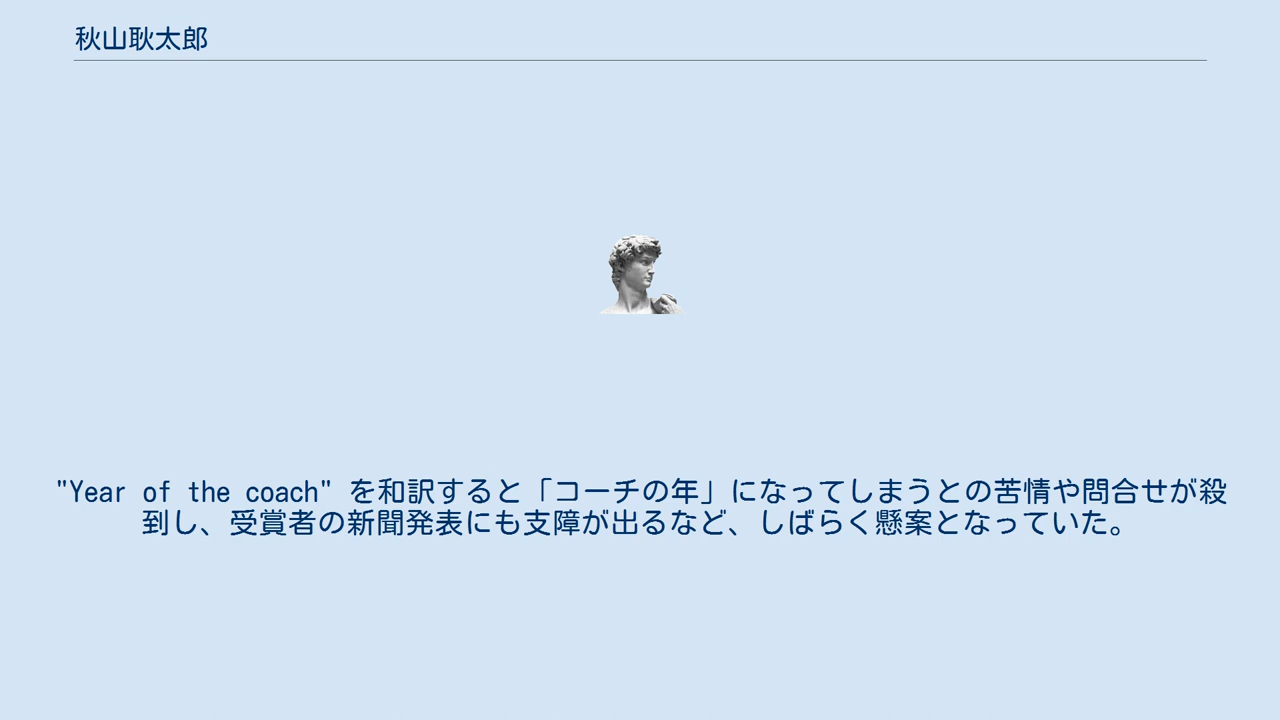 秋山耿太郎
"Year of the coach" を和訳すると「コーチの年」になってしまうとの苦情や問合せが殺
到し、受賞者の新聞発表にも支障が出るなど、しばらく懸案となっていた。